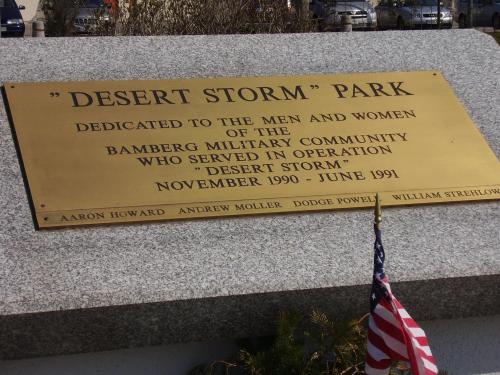 "DESERT STORM" PARK
DEDICATED TO THE MEN AND WOMEN
OF THE
BAMBERG MILITARY COMMUNITY
WHO SERVED IN OPERATION
"DESERT STORM"
NOVEMBER 1990 - JUNE 1991
AARON HOWARD ANDREW MOLLER DODGE POWELL WILLIAM STREHLOW